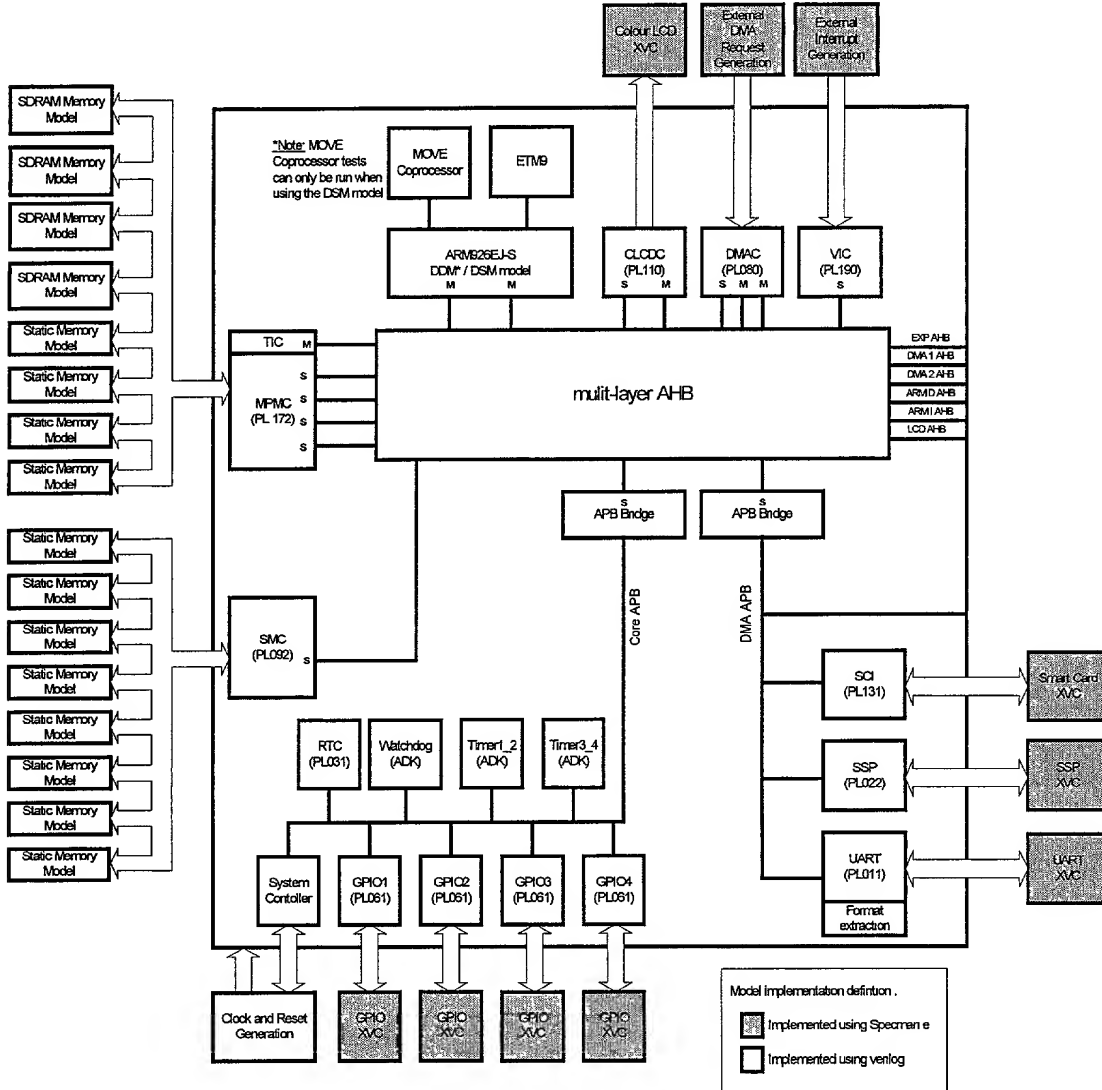 Colour LCD
XVC
External
DMA
Request
Generation
External
Interrupt
Generation
SDRAM Memory
Model
SDRAM Memory
Model
SDRAM Memory
Model
SDRAM Memory
Model
Static Memory
Model
Static Memory
Model
Static Memory
Model
Static Memory
Model
*Note: MOVE
Coprocessor tests
can only be run when
using the DSM model
MOVE
Coprocessor
ETM9
ARM926EJ-S
DDM* / DSM model
M M
CLCDC
(PL110)
S M
DMAC
(PL080)
S M M
VIC
(PL190)
S
TIC M
MPMC
(PL 172)
S
S
S
S
mulit-layer AHB
EXP AHB
DMA 1 AHB
DMA 2 AHB
ARM D AHB
ARM I AHB
LCD AHB
S
APB Bridge
S
APB Bridge
Core APB
DMA APB
Static Memory
Model
Static Memory
Model
Static Memory
Model
Static Memory
Model
Static Memory
Model
Static Memory
Model
Static Memory
Model
Static Memory
Model
SMC
(PL092) S
SCI
(PL131)
Smart Card
XVC
SSP
(PL022)
SSP
XVC
UART
(PL011)
Format
extraction
UART
XVC
RTC
(PL031)
Watchdog
(ADK)
Timer1_2
(ADK)
Timer3_4
(ADK)
System
Contoller
GPIO1
(PL061)
GPIO2
(PL061)
GPIO3
(PL061)
GPIO4
(PL061)
Clock and Reset
Generation
GPIO
XVC
GPIO
XVC
GPIO
XVC
GPIO
XVC
Model implementation defintion .
Implemented using Specman e
Implemented using verilog